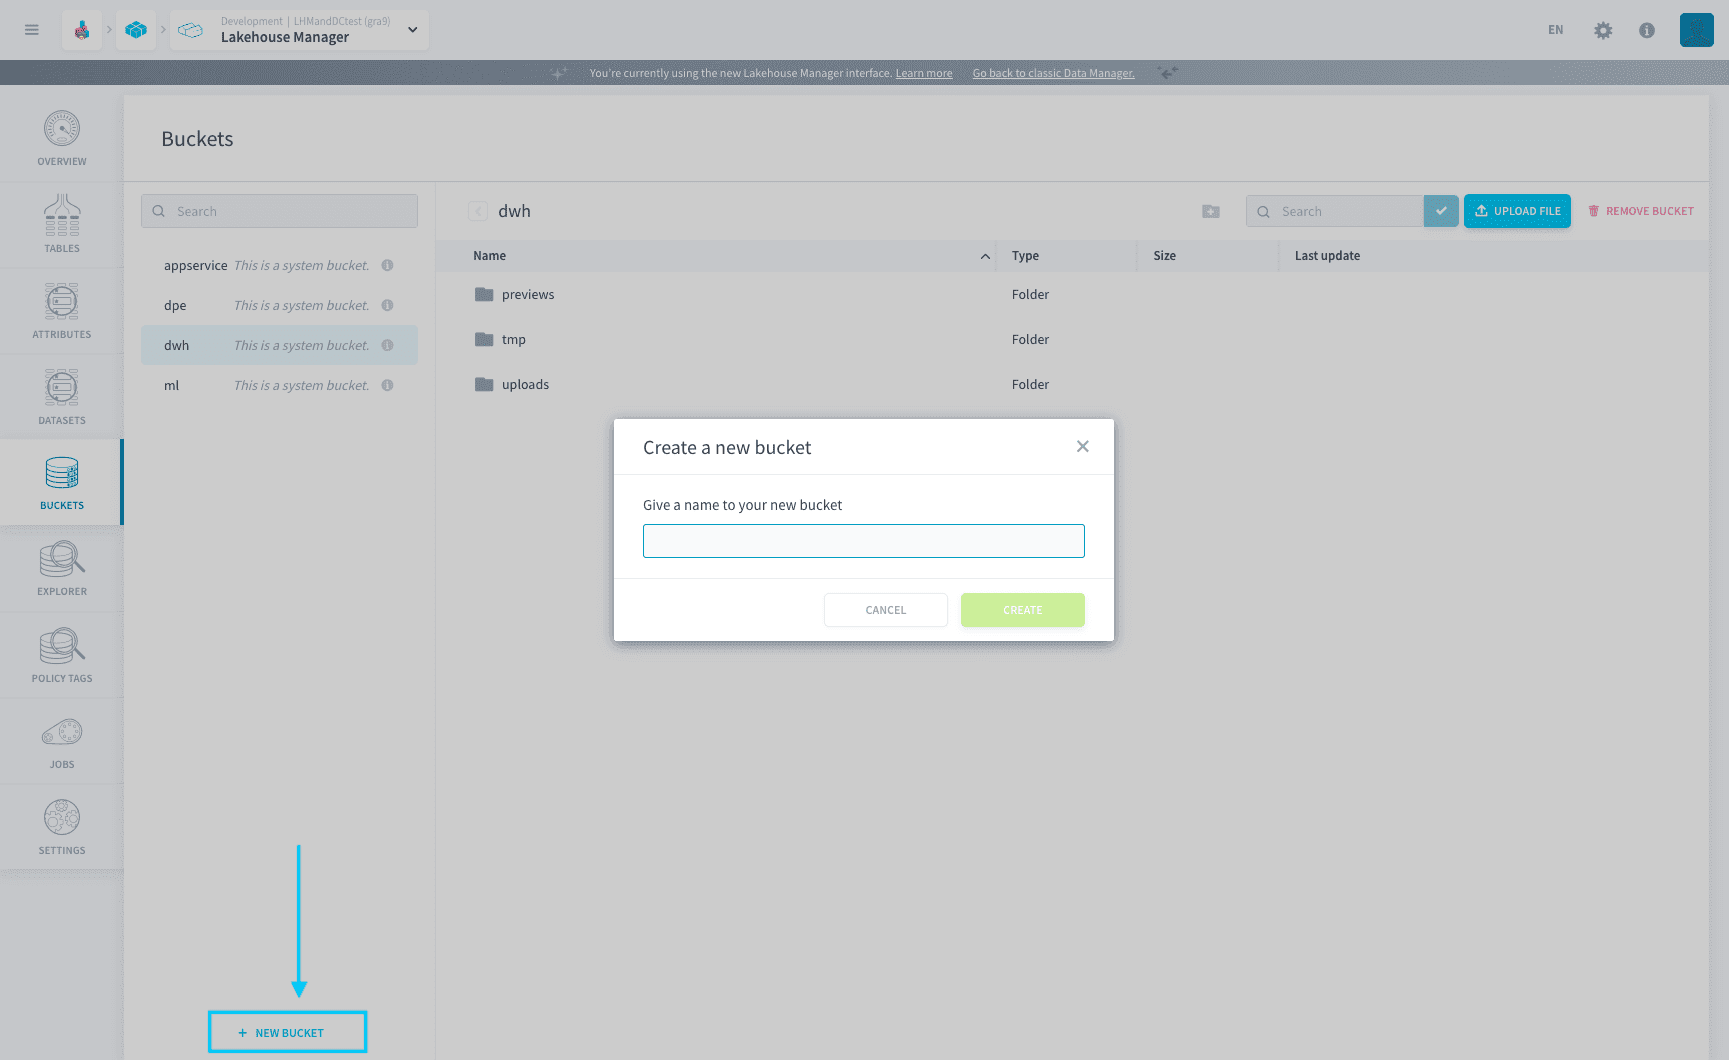 Development | LHMandDCtest (gra9)
Lakehouse Manager
EN
You're currently using the new Lakehouse Manager interface. Learn more Go back to classic Data Manager.
OVERVIEW
TABLES
ATTRIBUTES
DATASETS
BUCKETS
EXPLORER
POLICY TAGS
JOBS
SETTINGS
Buckets
Search
appservice This is a system bucket.
dpe This is a system bucket.
dwh This is a system bucket.
ml This is a system bucket.
+ NEW BUCKET
dwh
Search
UPLOAD FILE
REMOVE BUCKET
Name Type Size Last update
previews Folder
tmp Folder
uploads Folder
Create a new bucket
Give a name to your new bucket
CANCEL
CREATE